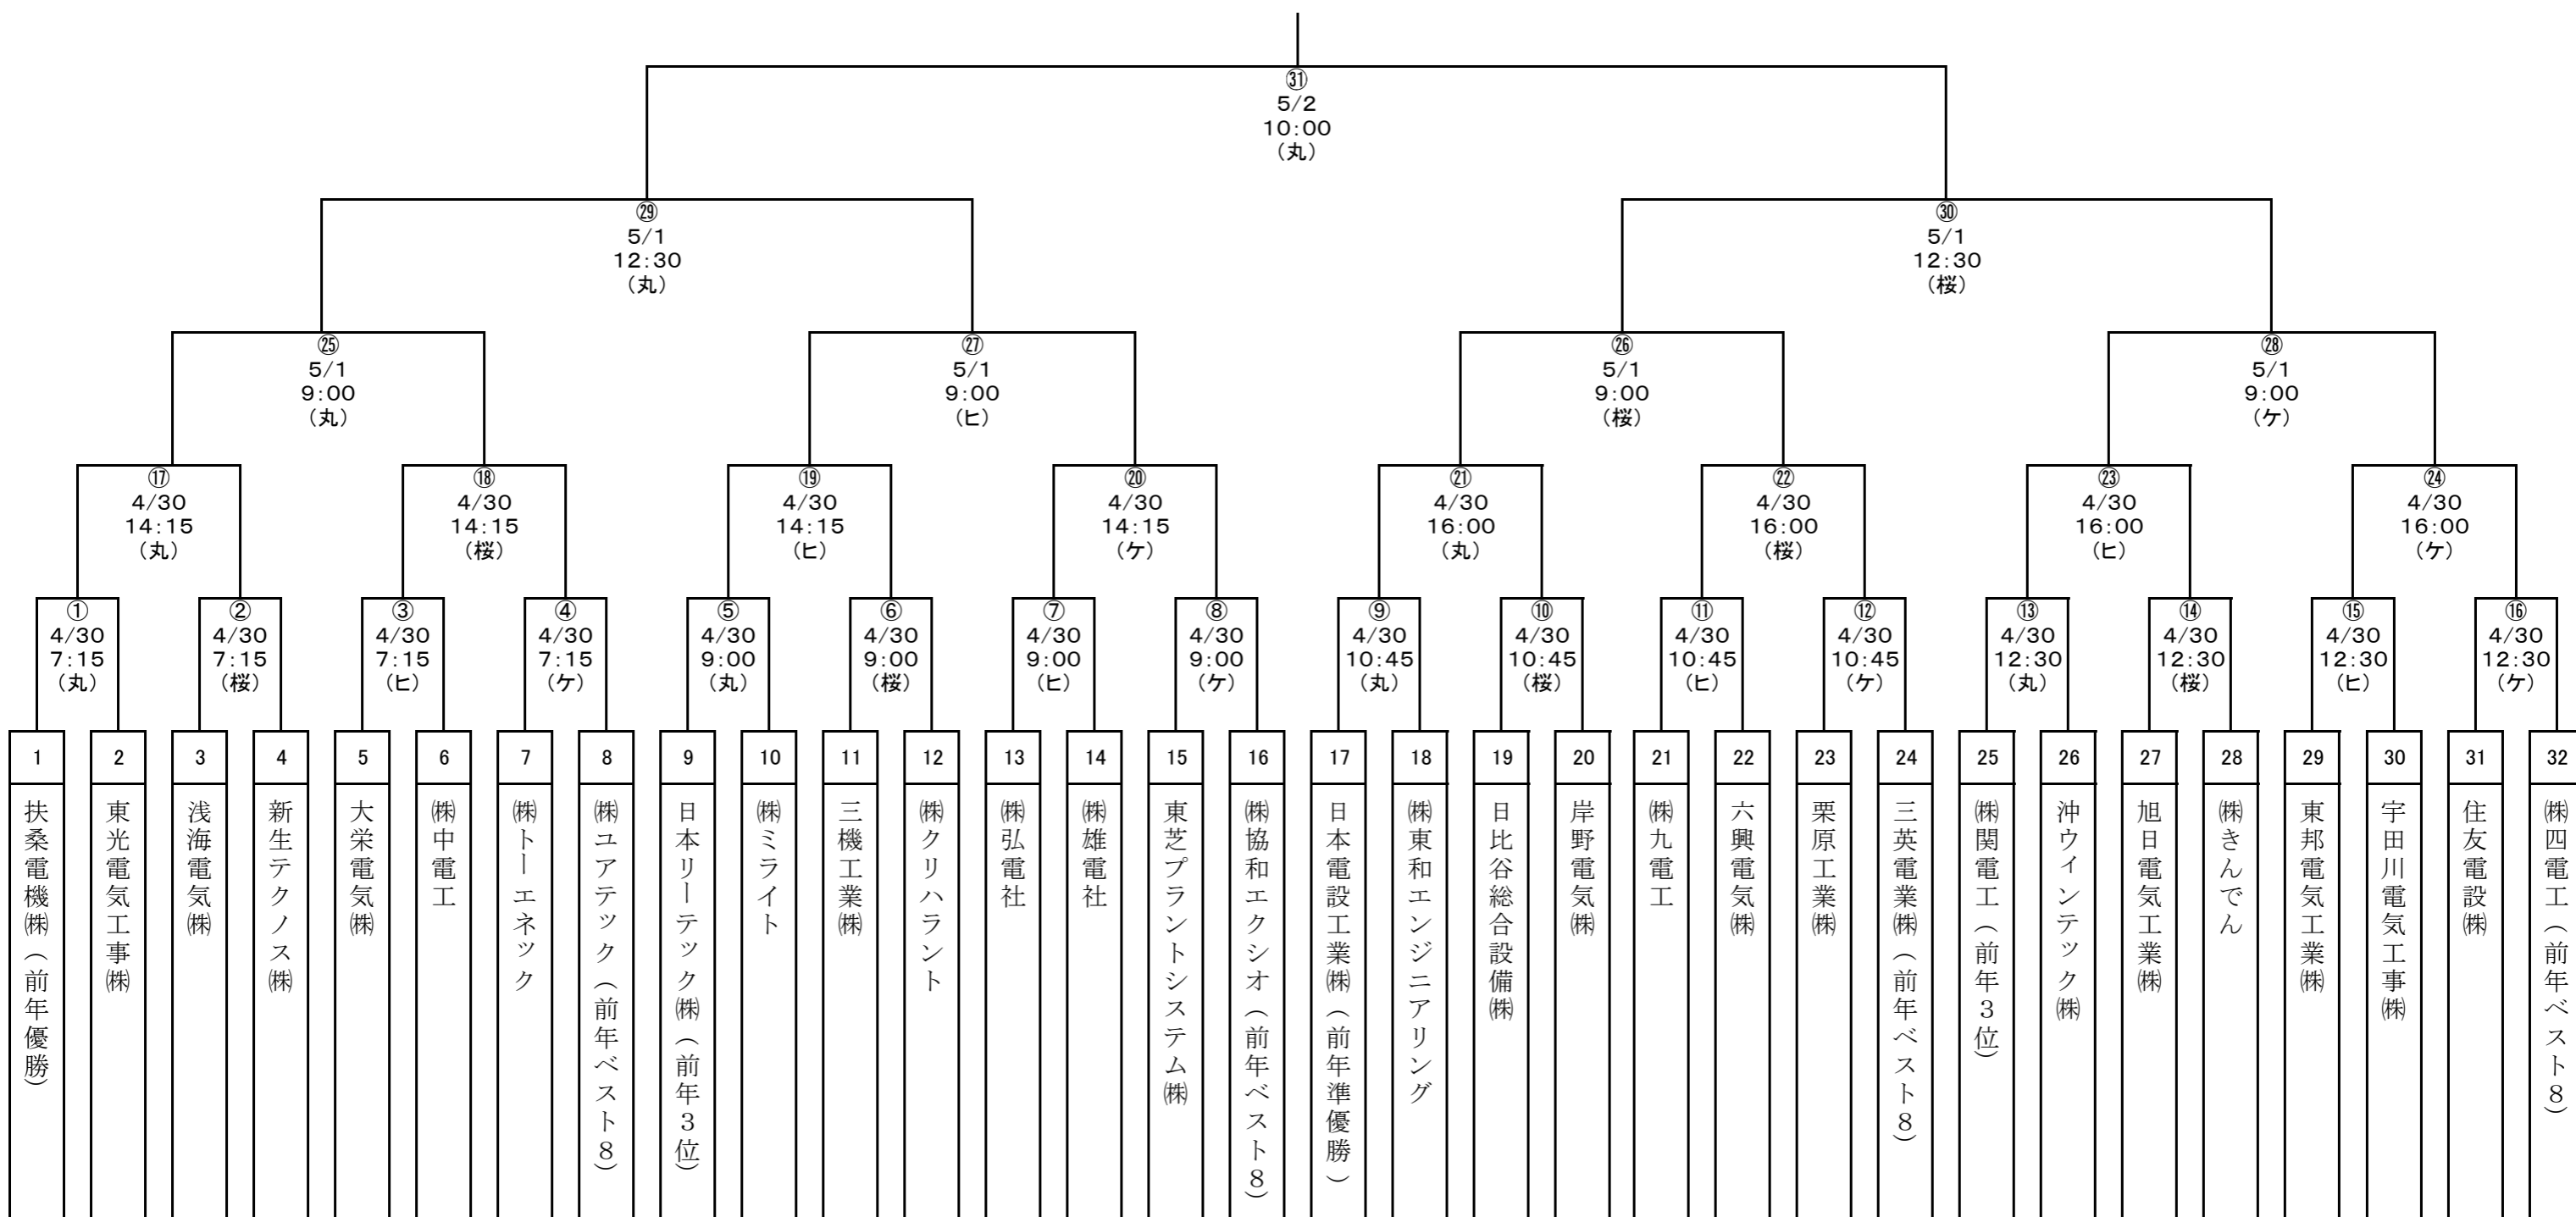 ㉛
5/2
10:00
(丸)
㉙
5/1
12:30
(丸)
㉚
5/1
12:30
(桜)
㉕
5/1
9:00
(丸)
㉗
5/1
9:00
(ヒ)
㉖
5/1
9:00
(桜)
㉘
5/1
9:00
(ケ)
⑰
4/30
14:15
(丸)
⑱
4/30
14:15
(桜)
⑲
4/30
14:15
(ヒ)
⑳
4/30
14:15
(ケ)
㉑
4/30
16:00
(丸)
㉒
4/30
16:00
(桜)
㉓
4/30
16:00
(ヒ)
㉔
4/30
16:00
(ケ)
①
4/30
7:15
(丸)
②
4/30
7:15
(桜)
③
4/30
7:15
(ヒ)
④
4/30
7:15
(ケ)
⑤
4/30
9:00
(丸)
⑥
4/30
9:00
(桜)
⑦
4/30
9:00
(ヒ)
⑧
4/30
9:00
(ケ)
⑨
4/30
10:45
(丸)
⑩
4/30
10:45
(桜)
⑪
4/30
10:45
(ヒ)
⑫
4/30
10:45
(ケ)
⑬
4/30
12:30
(丸)
⑭
4/30
12:30
(桜)
⑮
4/30
12:30
(ヒ)
⑯
4/30
12:30
(ケ)
1
扶桑電機㈱(前年優勝)
2
東光電気工事㈱
3
浅海電気㈱
4
新生テクノス㈱
5
大栄電気㈱
6
㈱中電工
7
㈱トーエネック
8
㈱ユアテック(前年ベスト8)
9
日本リーテック㈱(前年3位)
10
㈱ミライト
11
三機工業㈱
12
㈱クリハラント
13
㈱弘電社
14
㈱雄電社
15
東芝プラントシステム㈱
16
㈱協和エクシオ(前年ベスト8)
17
日本電設工業㈱(前年準優勝)
18
㈱東和エンジニアリング
19
日比谷総合設備㈱
20
岸野電気㈱
21
㈱九電工
22
六興電気㈱
23
栗原工業㈱
24
三英電業㈱(前年ベスト8)
25
㈱関電工(前年3位)
26
沖ウィンテック㈱
27
旭日電気工業㈱
28
㈱きんでん
29
東邦電気工業㈱
30
宇田川電気工事㈱
31
住友電設㈱
32
㈱四電工(前年ベスト8)